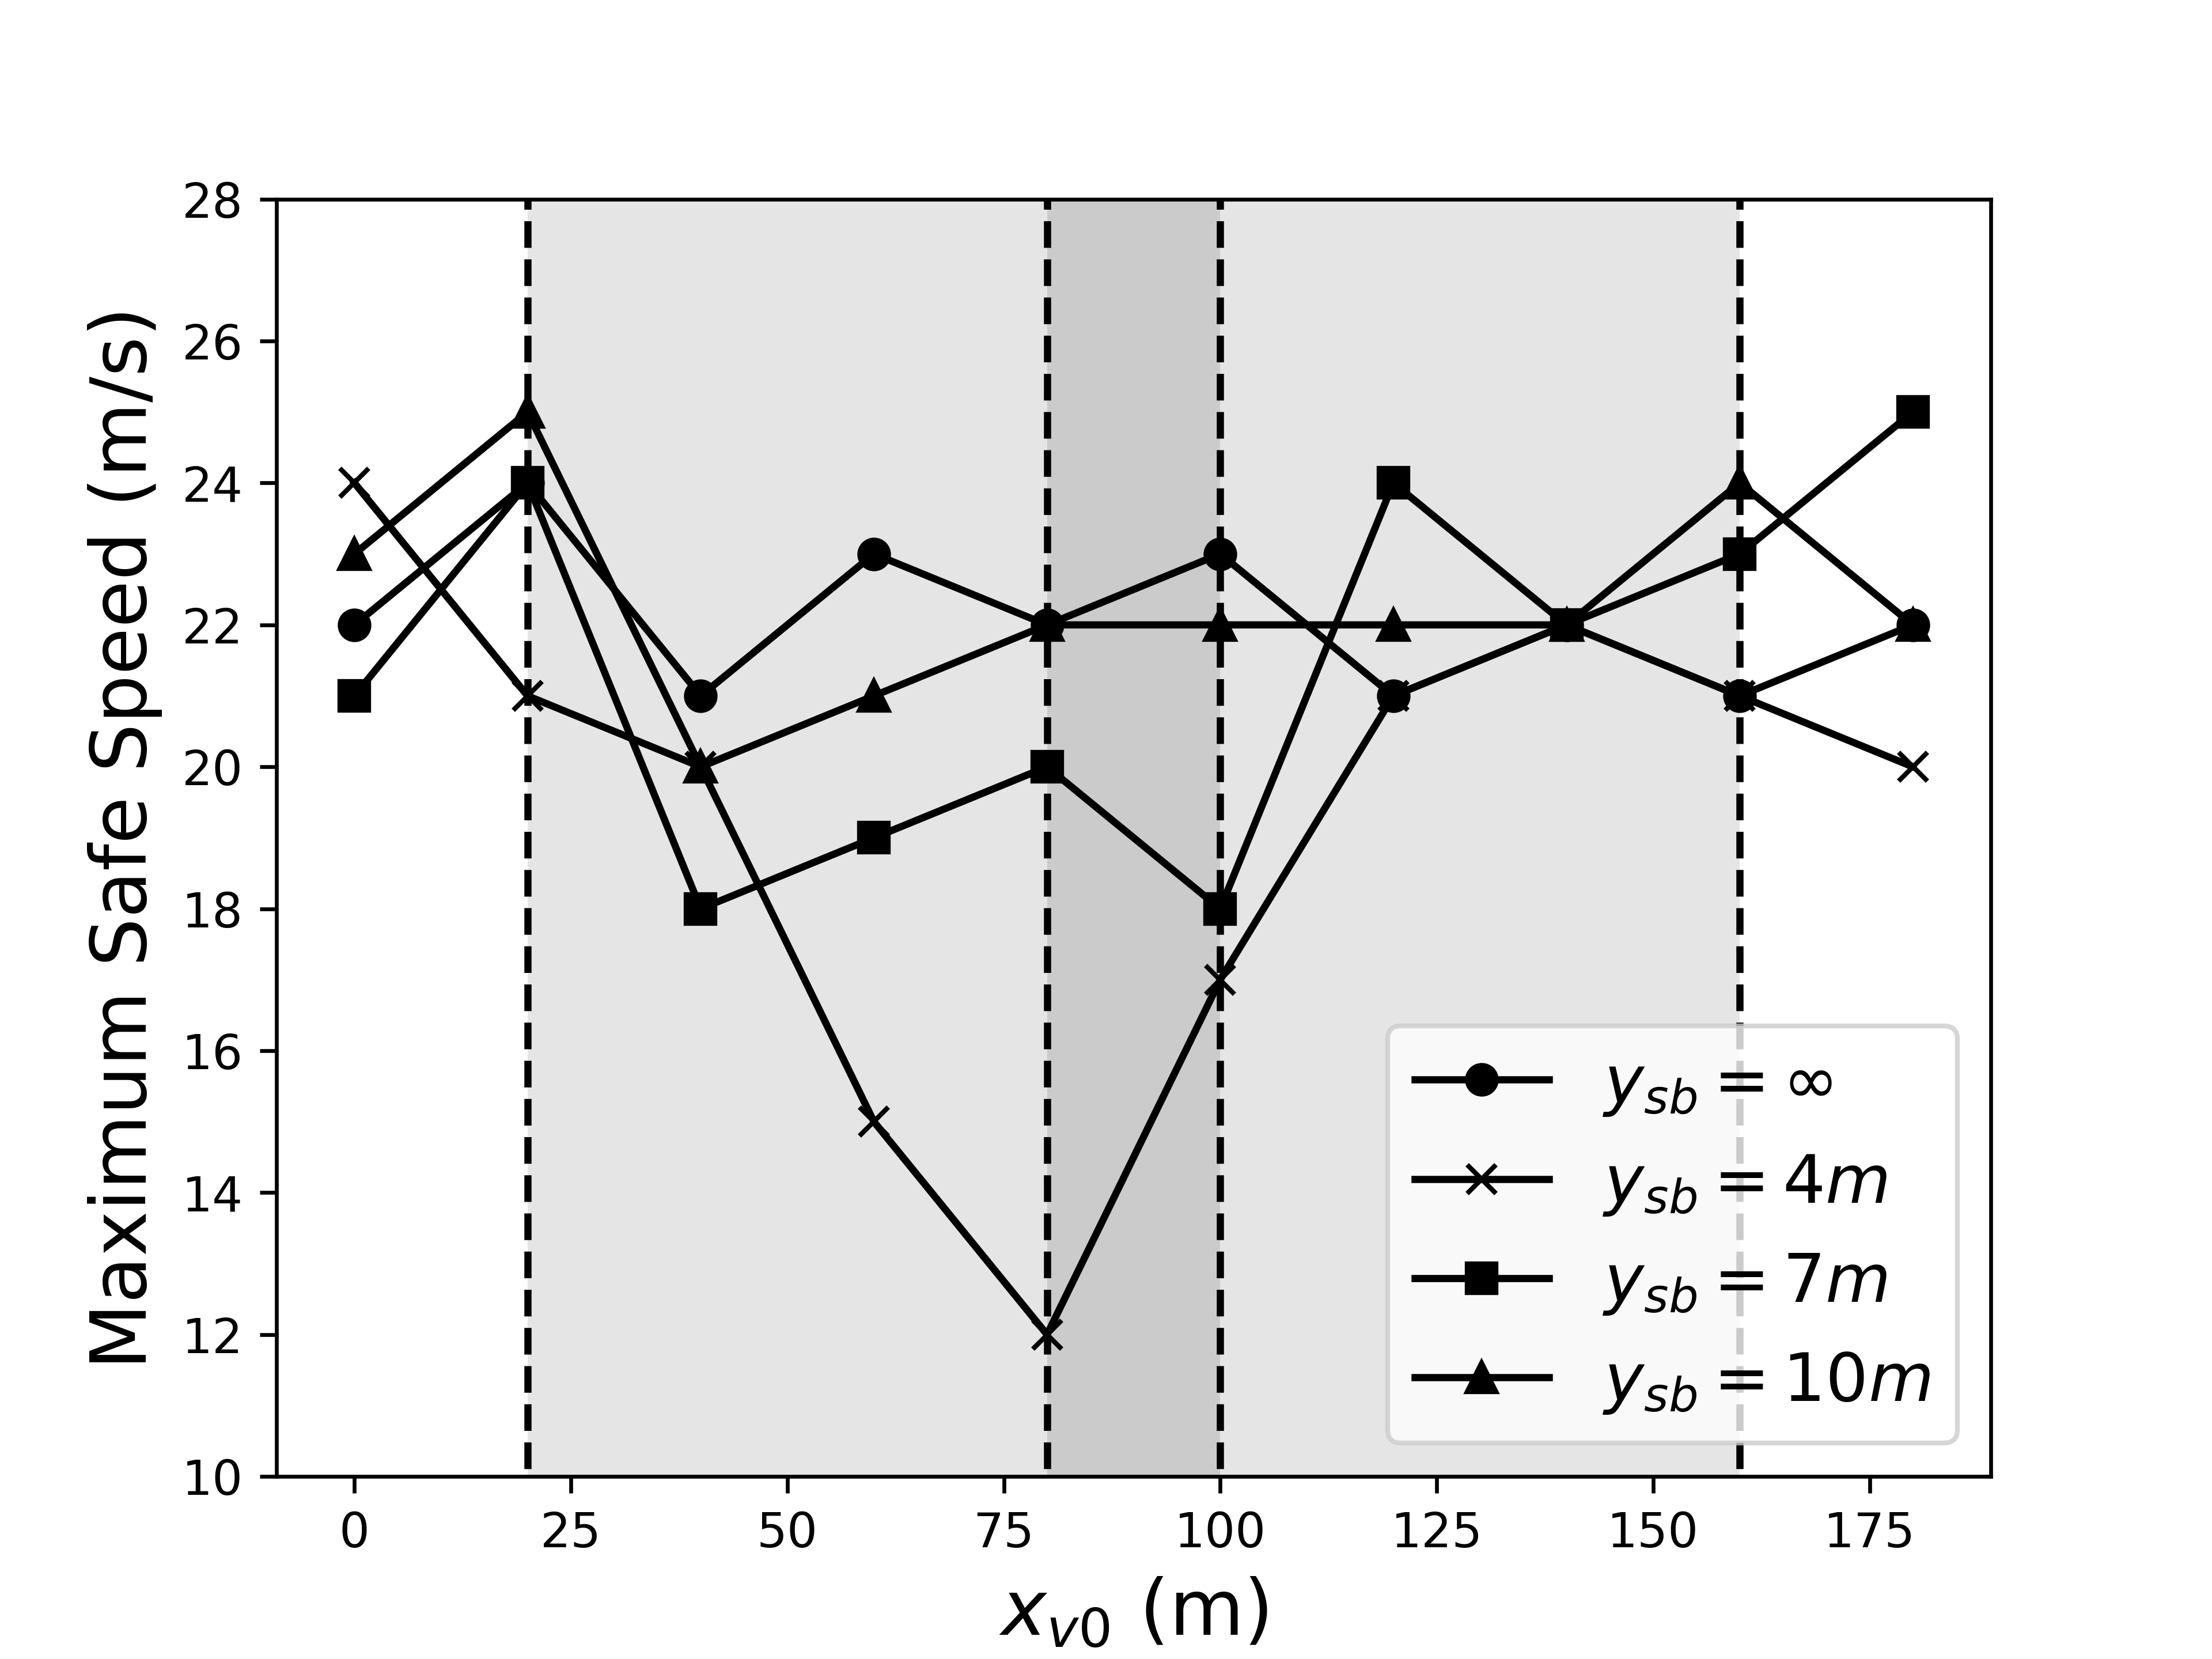 28
26
24
22
20
18
16
14
12
10
Maximum Safe Speed (m/s)
0 25 50 75 100 125 150 175
x_{v0} (m)
y_{sb} = ∞
y_{sb} = 4m
y_{sb} = 7m
y_{sb} = 10m